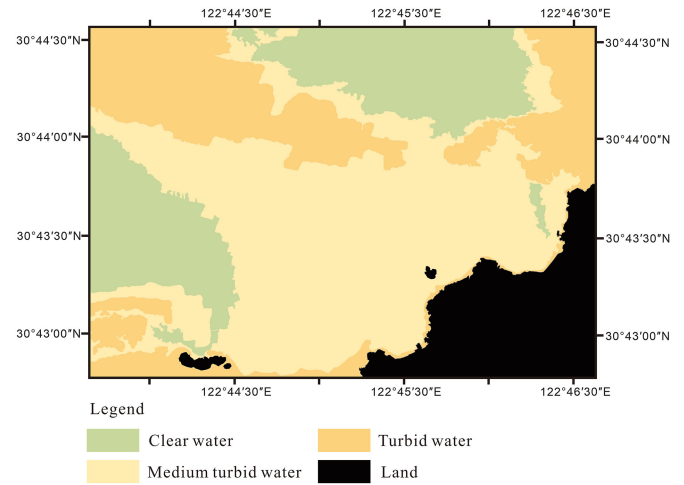 122°44′30″E 122°45′30″E 122°46′30″E
30°44′30″N 30°44′30″N
30°44′00″N 30°44′00″N
30°43′30″N 30°43′30″N
30°43′00″N 30°43′00″N
122°44′30″E 122°45′30″E 122°46′30″E
Legend
Clear water Turbid water
Medium turbid water Land